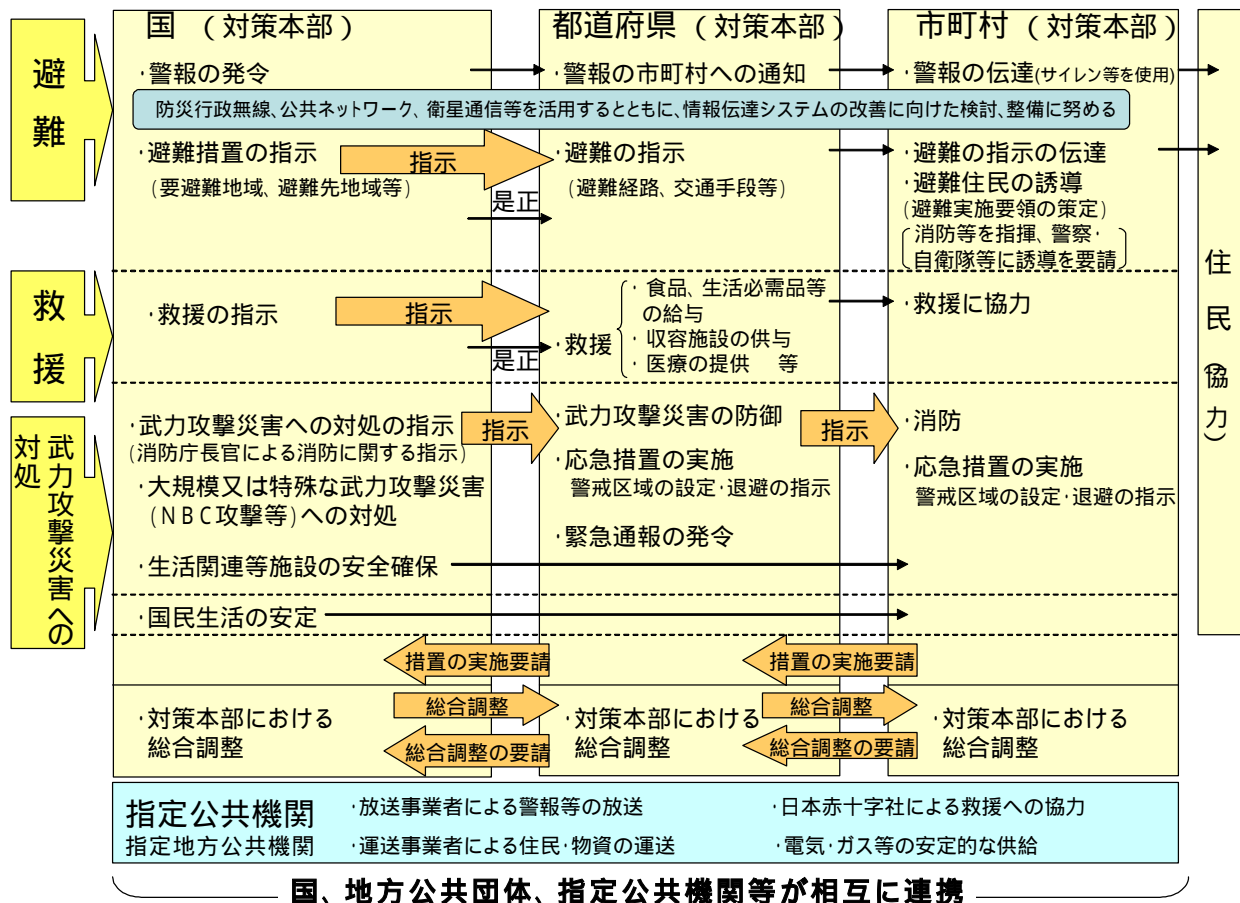 国 (対策本部)
都道府県 (対策本部)
市町村 (対策本部)
避難
・警報の発令
・警報の市町村への通知
・警報の伝達(サイレン等を使用)
防災行政無線、公共ネットワーク、衛星通信等を活用するとともに、情報伝達システムの改善に向けた検討、整備に努める
・避難措置の指示
(要避難地域、避難先地域等)
指示
是正
・避難の指示
(避難経路、交通手段等)
・避難の指示の伝達
・避難住民の誘導
(避難実施要領の策定)
消防等を指揮、警察・
自衛隊等に誘導を要請
住民(協力)
救援
・救援の指示
指示
是正
・救援
・食品、生活必需品等
の給与
・収容施設の供与
・医療の提供 等
・救援に協力
武力攻撃災害への
対処
・武力攻撃災害への対処の指示
(消防庁長官による消防に関する指示)
・大規模又は特殊な武力攻撃災害
(NBC攻撃等)への対処
・生活関連等施設の安全確保
・国民生活の安定
指示
・武力攻撃災害の防御
・応急措置の実施
警戒区域の設定・退避の指示
・緊急通報の発令
指示
・消防
・応急措置の実施
警戒区域の設定・退避の指示
措置の実施要請
措置の実施要請
・対策本部における
総合調整
総合調整
総合調整の要請
・対策本部における
総合調整
総合調整
総合調整の要請
・対策本部における
総合調整
指定公共機関
指定地方公共機関
・放送事業者による警報等の放送
・日本赤十字社による救援への協力
・運送事業者による住民・物資の運送
・電気・ガス等の安定的な供給
国、地方公共団体、指定公共機関等が相互に連携